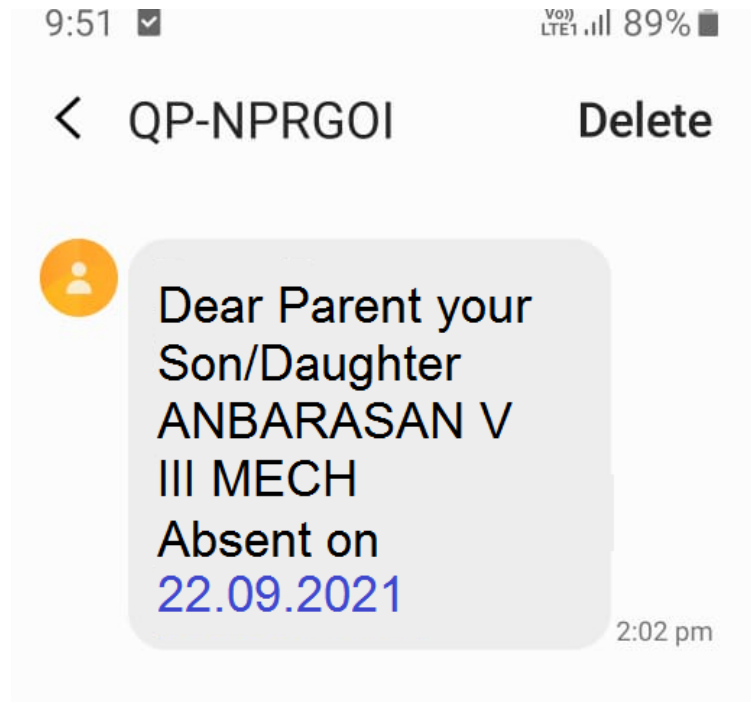 9:51 Vo)) LTE1 89%
QP-NPRGOI Delete
Dear Parent your
Son/Daughter
ANBARASAN V
III MECH
Absent on
22.09.2021
2:02 pm